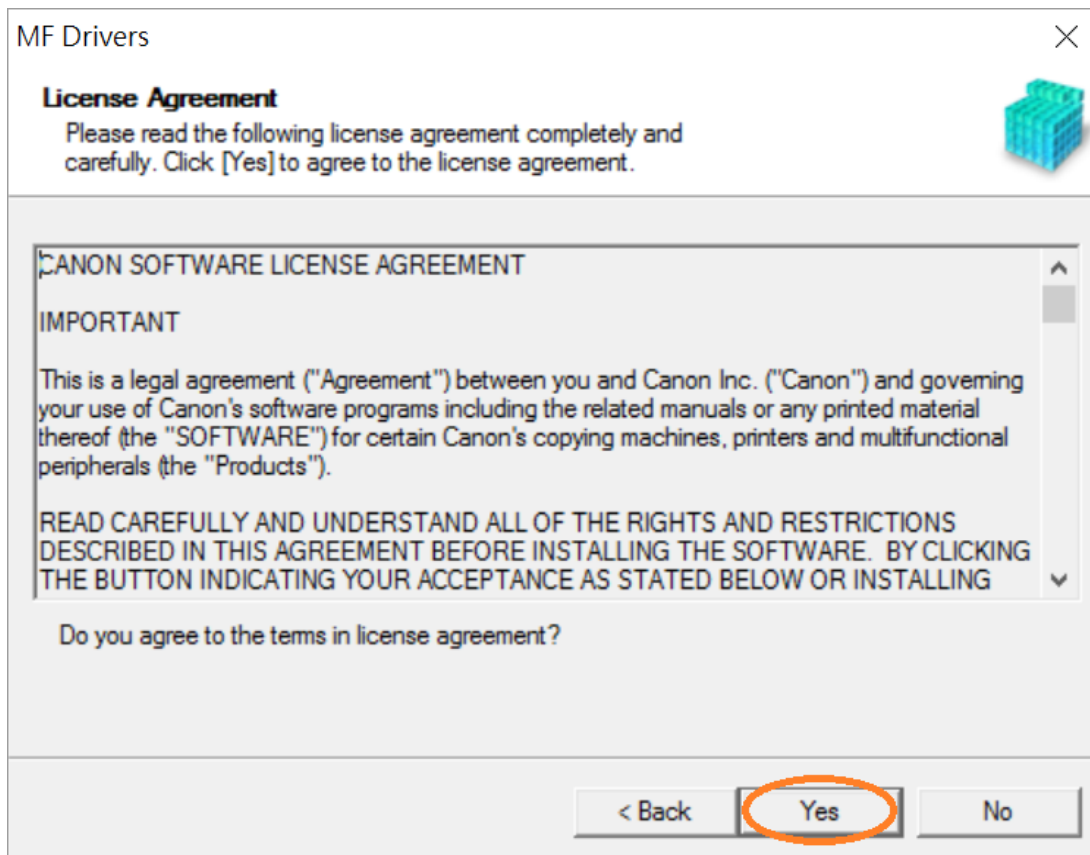 MF Drivers
License Agreement
Please read the following license agreement completely and
carefully. Click [Yes] to agree to the license agreement.
CANON SOFTWARE LICENSE AGREEMENT
IMPORTANT
This is a legal agreement ("Agreement") between you and Canon Inc. ("Canon") and governing
your use of Canon's software programs including the related manuals or any printed material
thereof (the "SOFTWARE") for certain Canon's copying machines, printers and multifunctional
peripherals (the "Products").
READ CAREFULLY AND UNDERSTAND ALL OF THE RIGHTS AND RESTRICTIONS
DESCRIBED IN THIS AGREEMENT BEFORE INSTALLING THE SOFTWARE.  BY CLICKING
THE BUTTON INDICATING YOUR ACCEPTANCE AS STATED BELOW OR INSTALLING
Do you agree to the terms in license agreement?
< Back Yes No